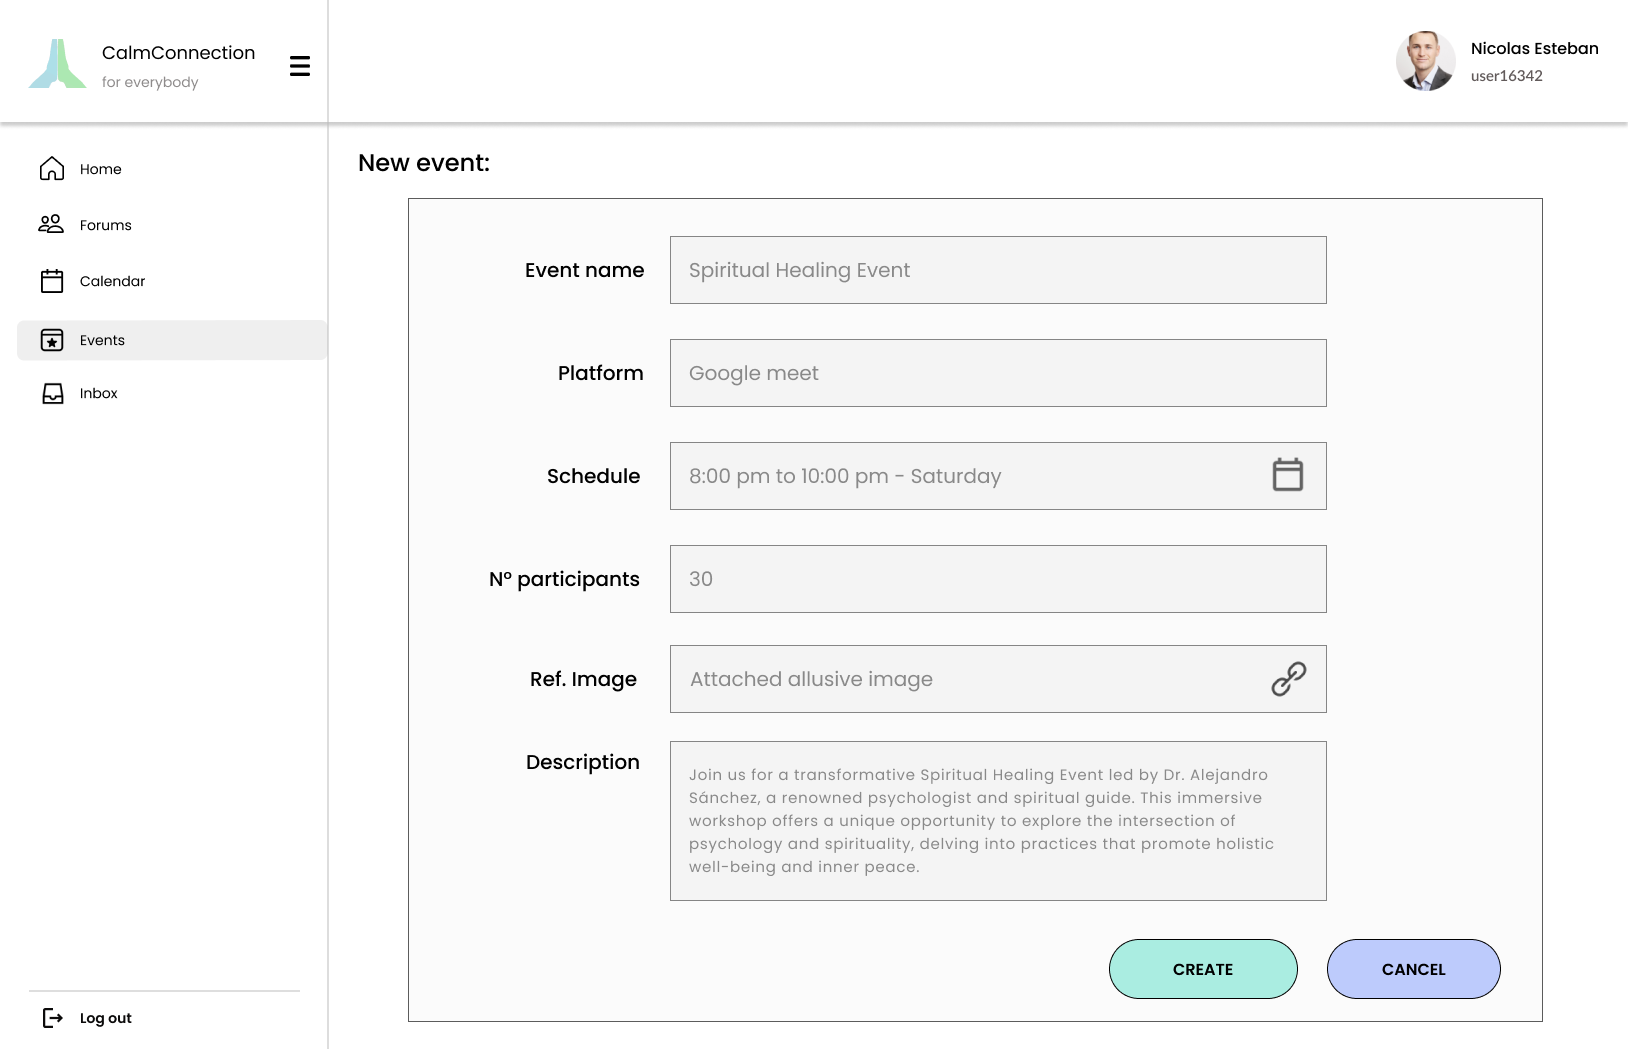 CalmConnection
for everybody
Nicolas Esteban
user16342
Home
Forums
Calendar
Events
Inbox
Log out
New event:
Event name
Spiritual Healing Event
Platform
Google meet
Schedule
8:00 pm to 10:00 pm - Saturday
Nº participants
30
Ref. Image
Attached allusive image
Description
Join us for a transformative Spiritual Healing Event led by Dr. Alejandro
Sánchez, a renowned psychologist and spiritual guide. This immersive
workshop offers a unique opportunity to explore the intersection of
psychology and spirituality, delving into practices that promote holistic
well-being and inner peace.
CREATE
CANCEL